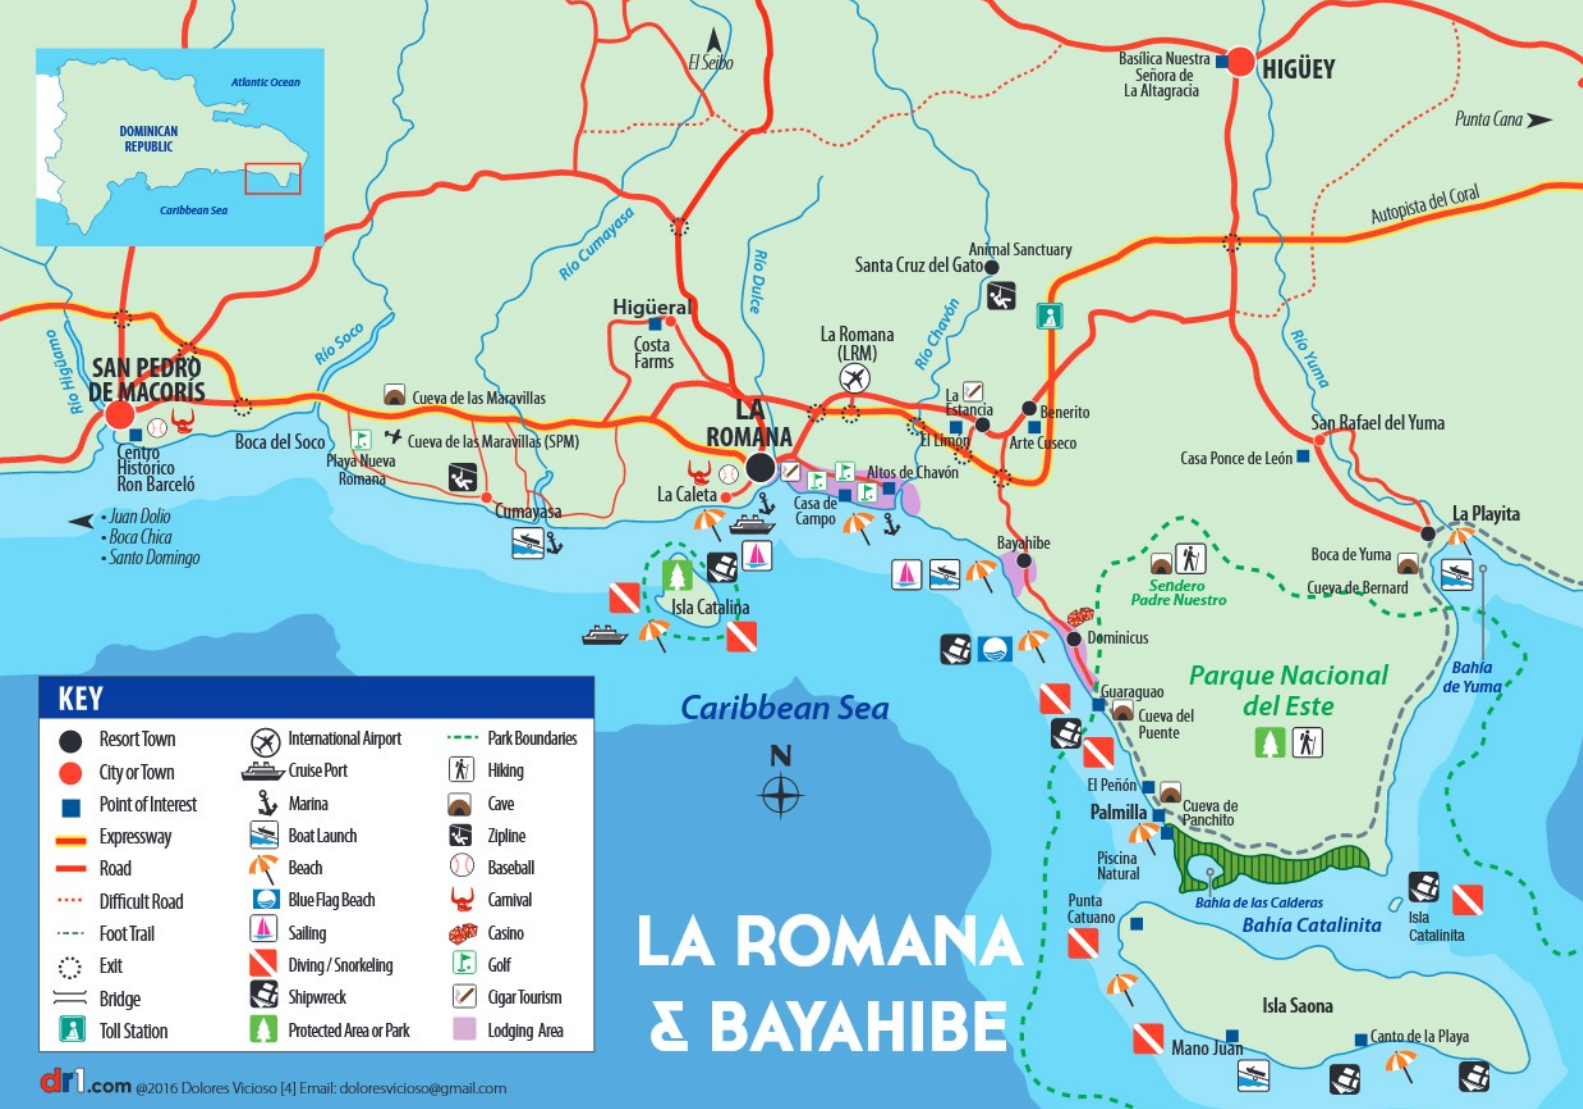 Atlantic Ocean
DOMINICAN
REPUBLIC
Caribbean Sea
El Seibo
Basílica Nuestra
Señora de
La Altagracia
HIGÜEY
Punta Cana
Autopista del Coral
Río Higüamo
Río Soco
Río Cumayasa
Río Dulce
Río Chavón
Río Yuma
Animal Sanctuary
Santa Cruz del Gato
Higüeral
Costa
Farms
La Romana
(LRM)
SAN PEDRO
DE MACORÍS
Centro
Histórico
Ron Barceló
Cueva de las Maravillas
Boca del Soco
Cueva de las Maravillas (SPM)
Playa Nueva
Romana
LA
ROMANA
La
Estancia
Benerito
El Limón
Arte Cuseco
San Rafael del Yuma
Casa Ponce de León
La Caleta
Casa de
Campo
Altos de Chavón
Cumayasa
• Juan Dolio
• Boca Chica
• Santo Domingo
La Playita
Bayahibe
Boca de Yuma
Cueva de Bernard
Sendero
Padre Nuestro
Isla Catalina
Dominicus
Parque Nacional
del Este
Bahía
de Yuma
Caribbean Sea
N
Guaraguao
Cueva del
Puente
El Peñón
Palmilla
Cueva de
Panchito
Piscina
Natural
Punta
Catuano
Bahía de las Calderas
Bahía Catalinita
Isla
Catalinita
Isla Saona
Mano Juan
Canto de la Playa
KEY
Resort Town
City or Town
Point of Interest
Expressway
Road
Difficult Road
Foot Trail
Exit
Bridge
Toll Station
International Airport
Cruise Port
Marina
Boat Launch
Beach
Blue Flag Beach
Sailing
Diving / Snorkeling
Shipwreck
Protected Area or Park
Park Boundaries
Hiking
Cave
Zipline
Baseball
Carnival
Casino
Golf
Cigar Tourism
Lodging Area
LA ROMANA
& BAYAHIBE
dr1.com @2016 Dolores Vicioso [4] Email: doloresvicioso@gmail.com